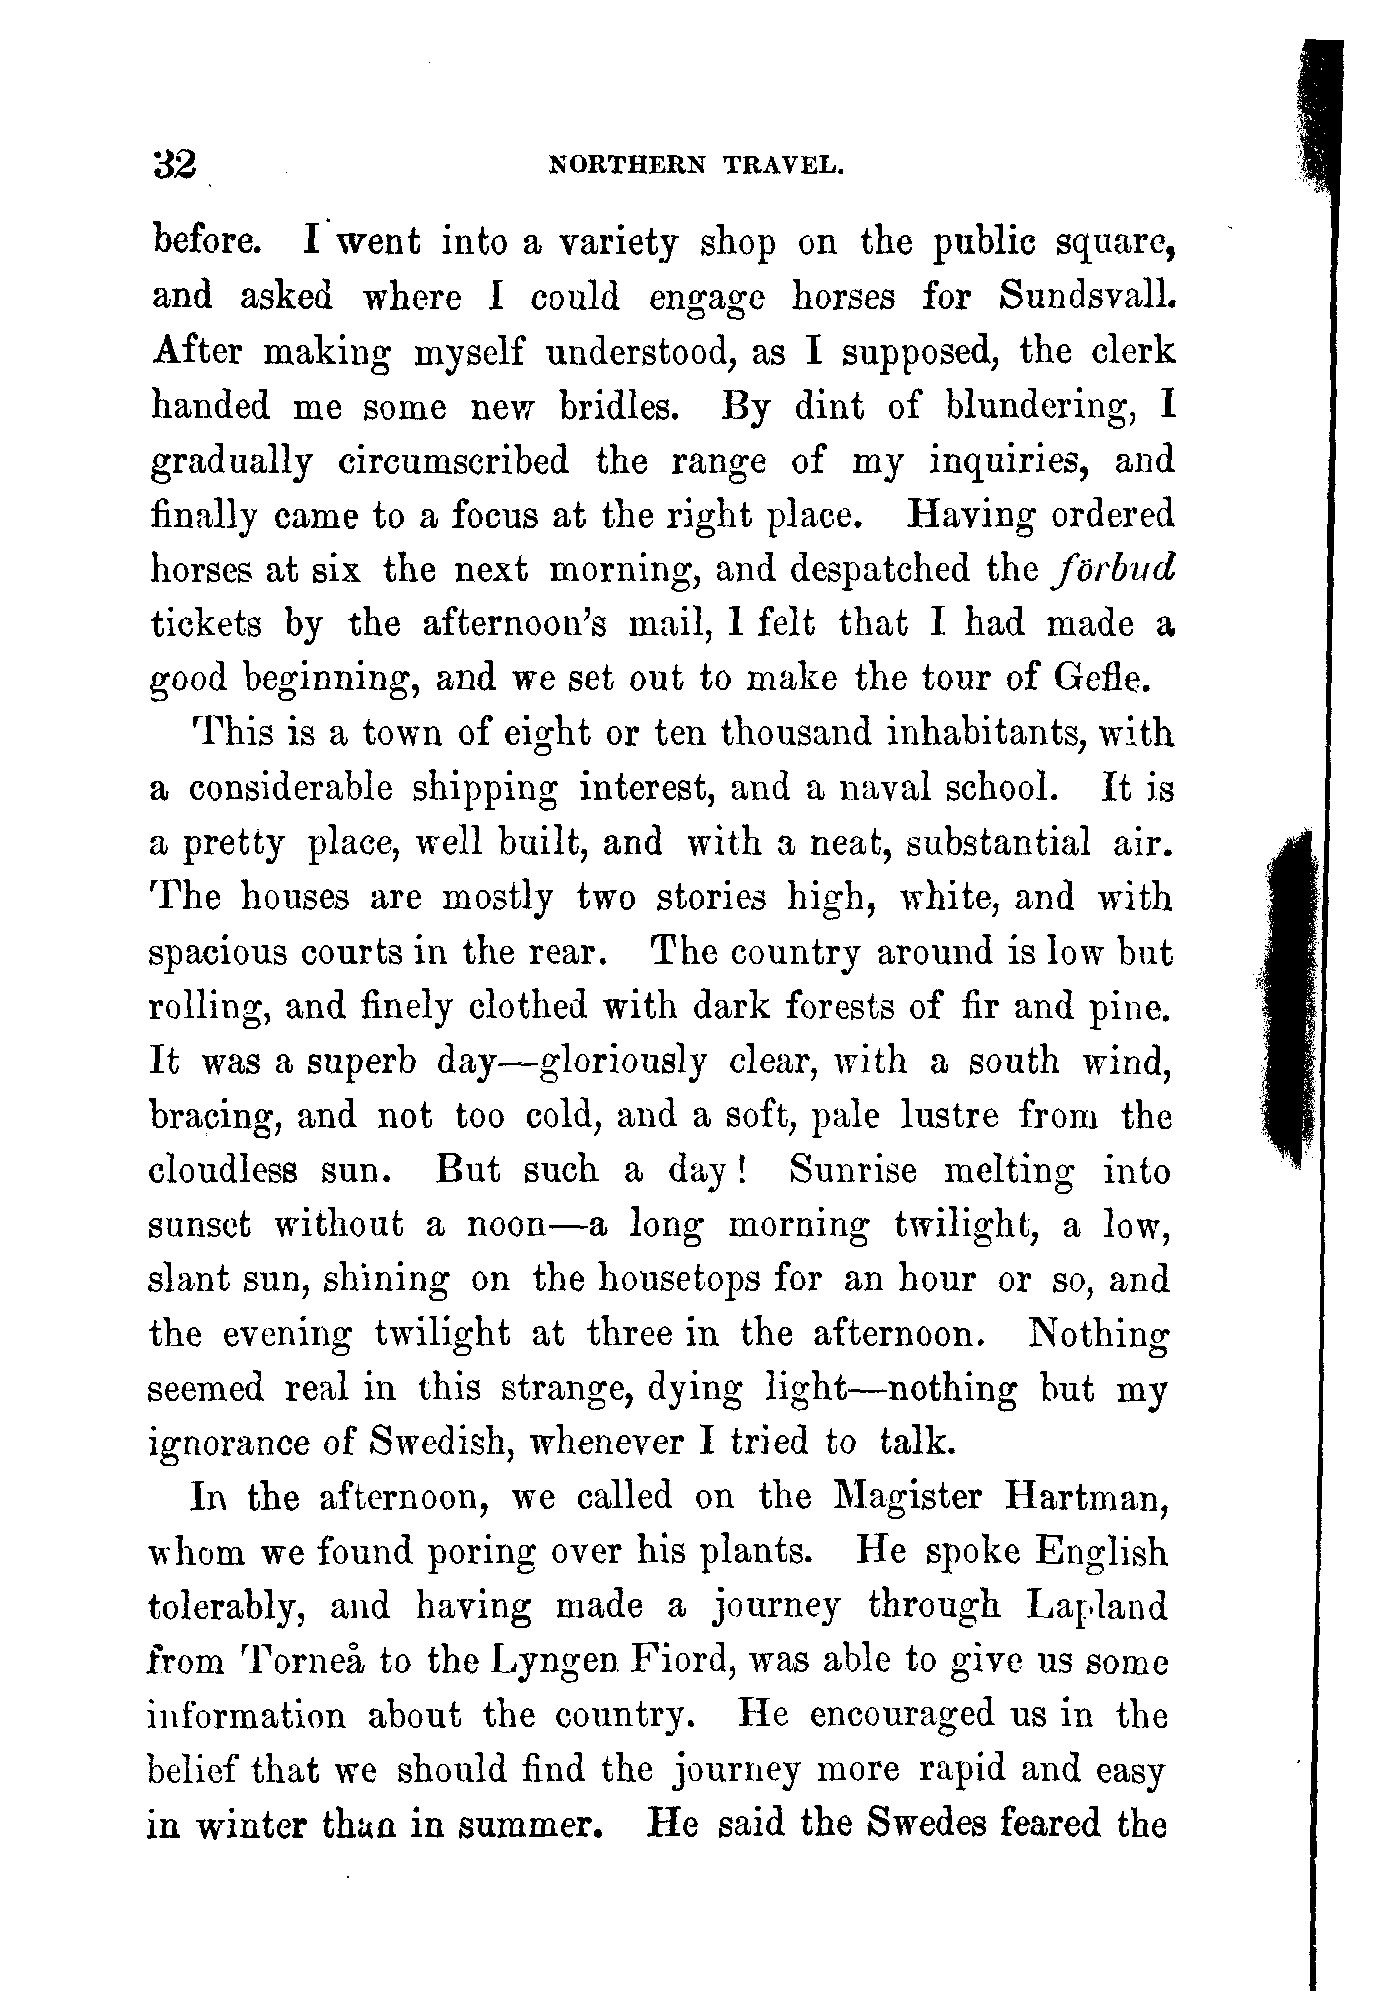 32 NORTHERN TRAVEL.
before. I went into a variety shop on the public square,
and asked where I could engage horses for Sundsvall.
After making myself understood, as I supposed, the clerk
handed me some new bridles. By dint of blundering, I
gradually circumscribed the range of my inquiries, and
finally came to a focus at the right place. Having ordered
horses at six the next morning, and despatched the förbud
tickets by the afternoon's mail, I felt that I had made a
good beginning, and we set out to make the tour of Gefle.
This is a town of eight or ten thousand inhabitants, with
a considerable shipping interest, and a naval school. It is
a pretty place, well built, and with a neat, substantial air.
The houses are mostly two stories high, white, and with
spacious courts in the rear. The country around is low but
rolling, and finely clothed with dark forests of fir and pine.
It was a superb day—gloriously clear, with a south wind,
bracing, and not too cold, and a soft, pale lustre from the
cloudless sun. But such a day! Sunrise melting into
sunset without a noon—a long morning twilight, a low,
slant sun, shining on the housetops for an hour or so, and
the evening twilight at three in the afternoon. Nothing
seemed real in this strange, dying light—nothing but my
ignorance of Swedish, whenever I tried to talk.
In the afternoon, we called on the Magister Hartman,
whom we found poring over his plants. He spoke English
tolerably, and having made a journey through Lapland
from Torneå to the Lyngen Fiord, was able to give us some
information about the country. He encouraged us in the
belief that we should find the journey more rapid and easy
in winter than in summer. He said the Swedes feared the